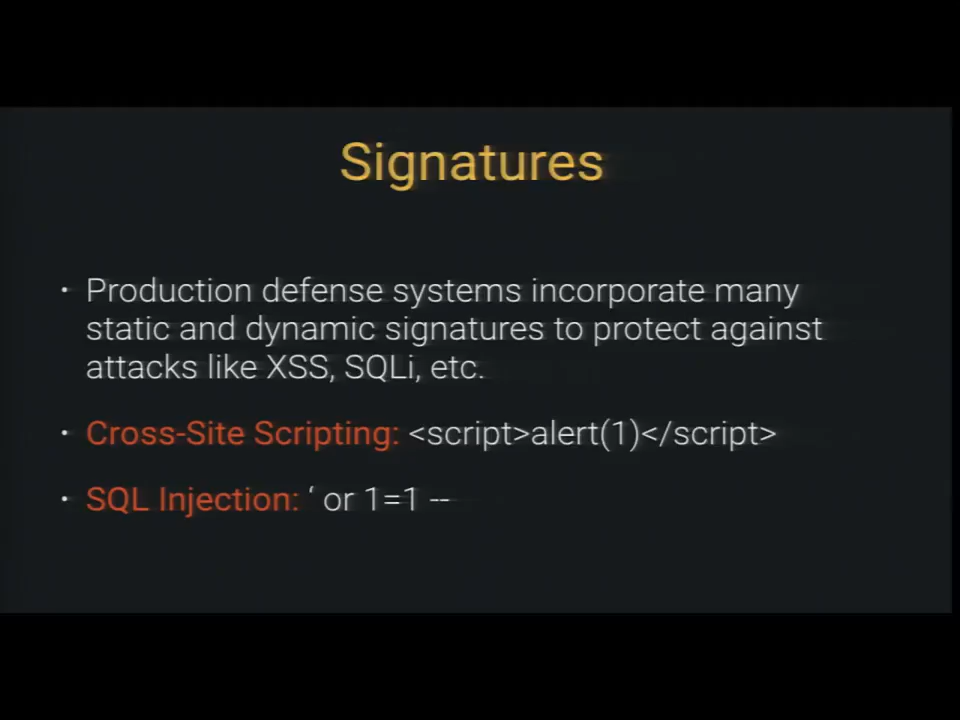 Signatures
• Production defense systems incorporate many
static and dynamic signatures to protect against
attacks like XSS, SQLi, etc.
• Cross-Site Scripting: <script>alert(1)</script>
• SQL Injection: ‘ or 1=1 --